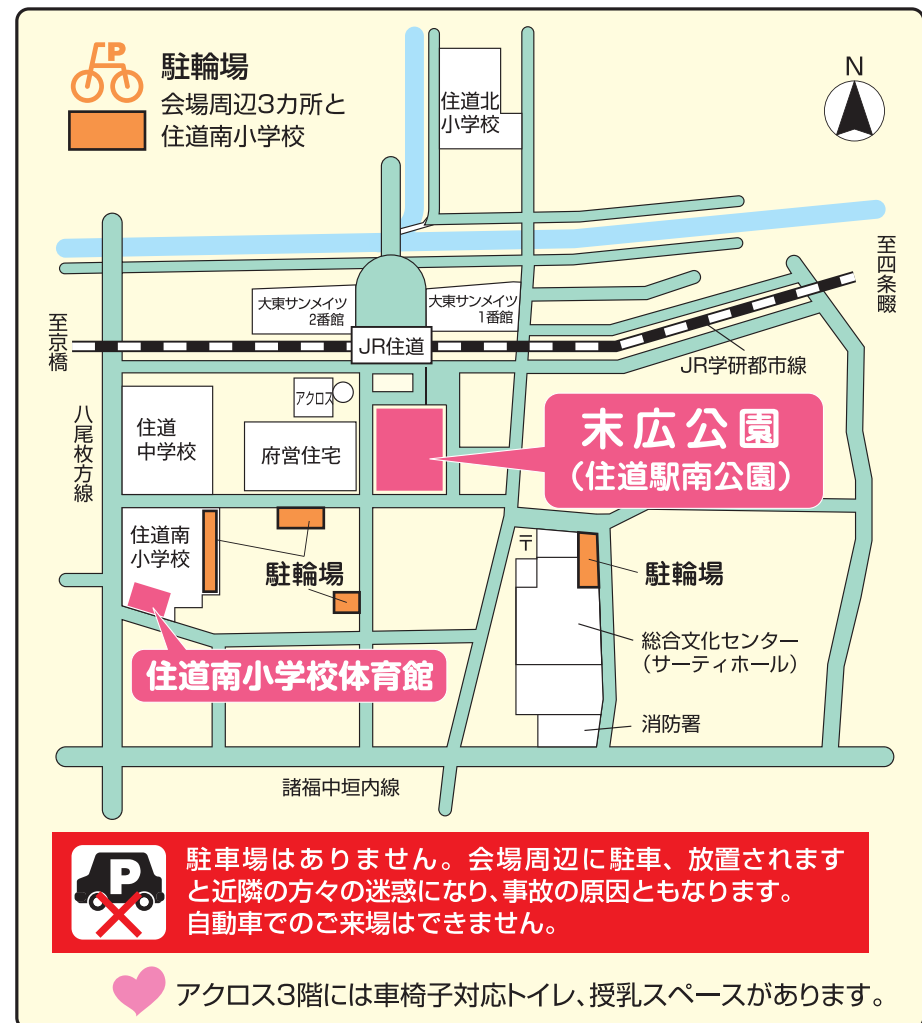 P
駐輪場
会場周辺3カ所と
住道南小学校
N
住道北
小学校
至四条畷
大東サンメイツ
2番館
大東サンメイツ
1番館
至京橋
JR住道
JR学研都市線
八尾枚方線
住道
中学校
アクロス
府営住宅
末広公園
(住道駅南公園)
住道南
小学校
駐輪場
〒
駐輪場
総合文化センター
(サーティホール)
住道南小学校体育館
消防署
諸福中垣内線
P
駐車場はありません。会場周辺に駐車、放置されます
と近隣の方々の迷惑になり、事故の原因ともなります。
自動車でのご来場はできません。
アクロス3階には車椅子対応トイレ、授乳スペースがあります。